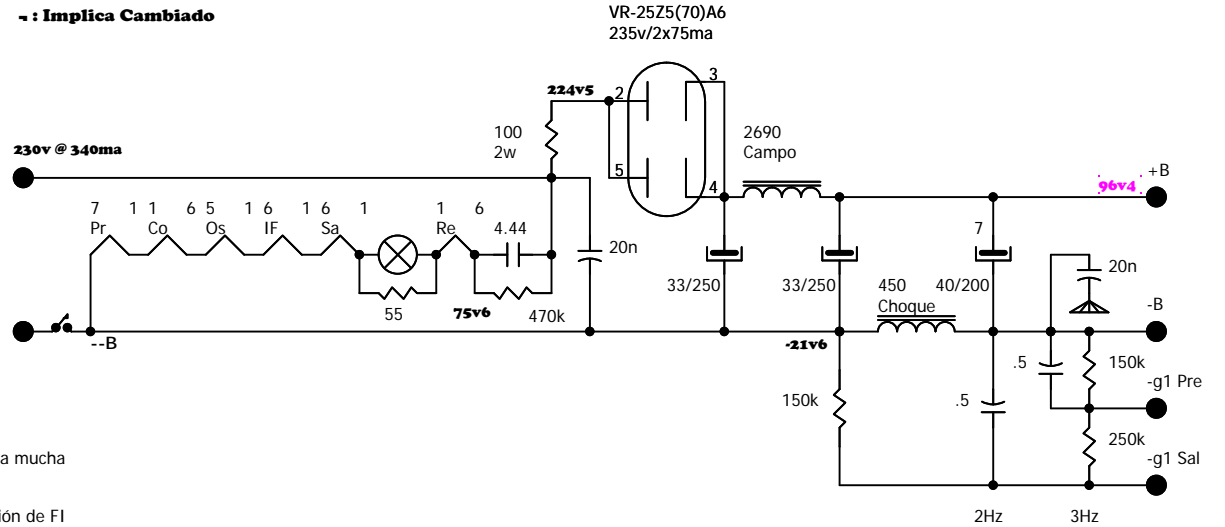 ¬ : Implica Cambiado
VR-25Z5(70)A6
235v/2x75ma
224v5
2
3
5
4
100
2w
2690
Campo
230v @ 340ma
96v4
+B
7 1 1 6 5 1 6 1 6 1 1 6
Pr Co Os IF Sa Re
4.44
20n
7
33/250
33/250
450
40/200
Choque
20n
55
75v6
470k
-B
--B
-21v6
.5
150k
-g1 Pre
150k
.5
250k
-g1 Sal
a mucha
ión de FI
2Hz
3Hz